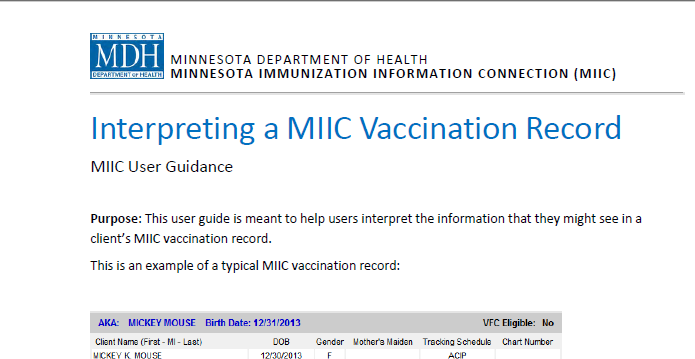 MINNESOTA
MDH
DEPARTMENT OF HEALTH
MINNESOTA DEPARTMENT OF HEALTH
MINNESOTA IMMUNIZATION INFORMATION CONNECTION (MIIC)
Interpreting a MIIC Vaccination Record
MIIC User Guidance
Purpose: This user guide is meant to help users interpret the information that they might see in a
client's MIIC vaccination record.
This is an example of a typical MIIC vaccination record:
AKA: MICKEY MOUSE Birth Date: 12/31/2013 VFC Eligible: No
Client Name (First - MI - Last) DOB Gender Mother's Maiden Tracking Schedule Chart Number
MICKEY K. MOUSE 12/30/2013 F ACIP